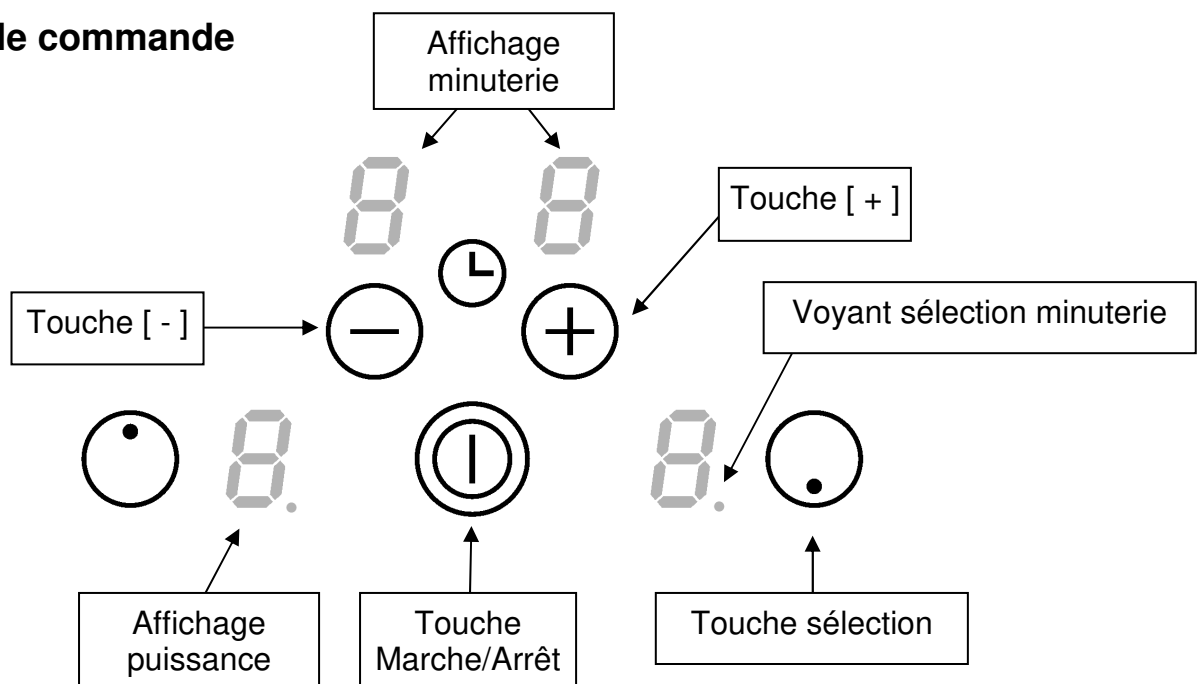 le commande
Affichage
minuterie
Touche [ + ]
Touche [ - ]
Voyant sélection minuterie
Affichage
puissance
Touche
Marche/Arrêt
Touche sélection